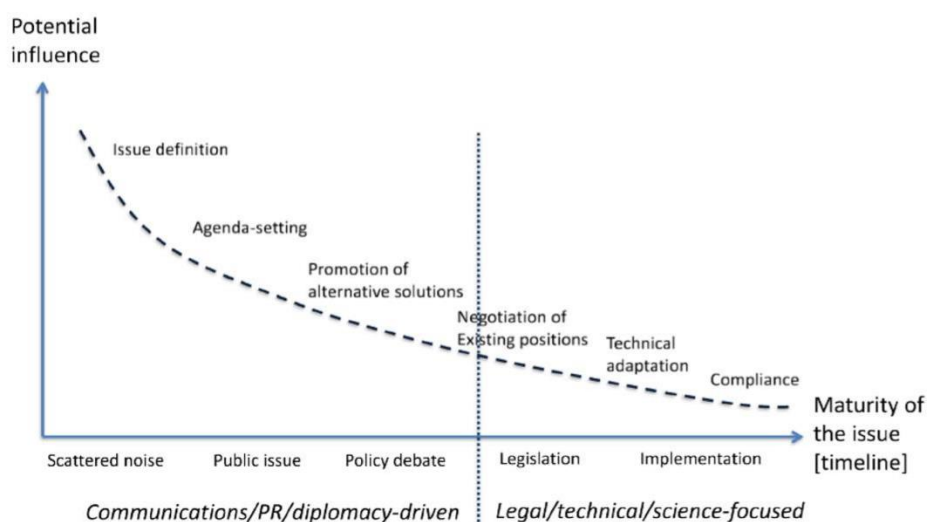 Potential
influence
Issue definition
Agenda-setting
Promotion of
alternative solutions
Negotiation of
Existing positions
Technical
adaptation
Compliance
Maturity of
the issue
[timeline]
Scattered noise
Public issue
Policy debate
Legislation
Implementation
Communications/PR/diplomacy-driven
Legal/technical/science-focused